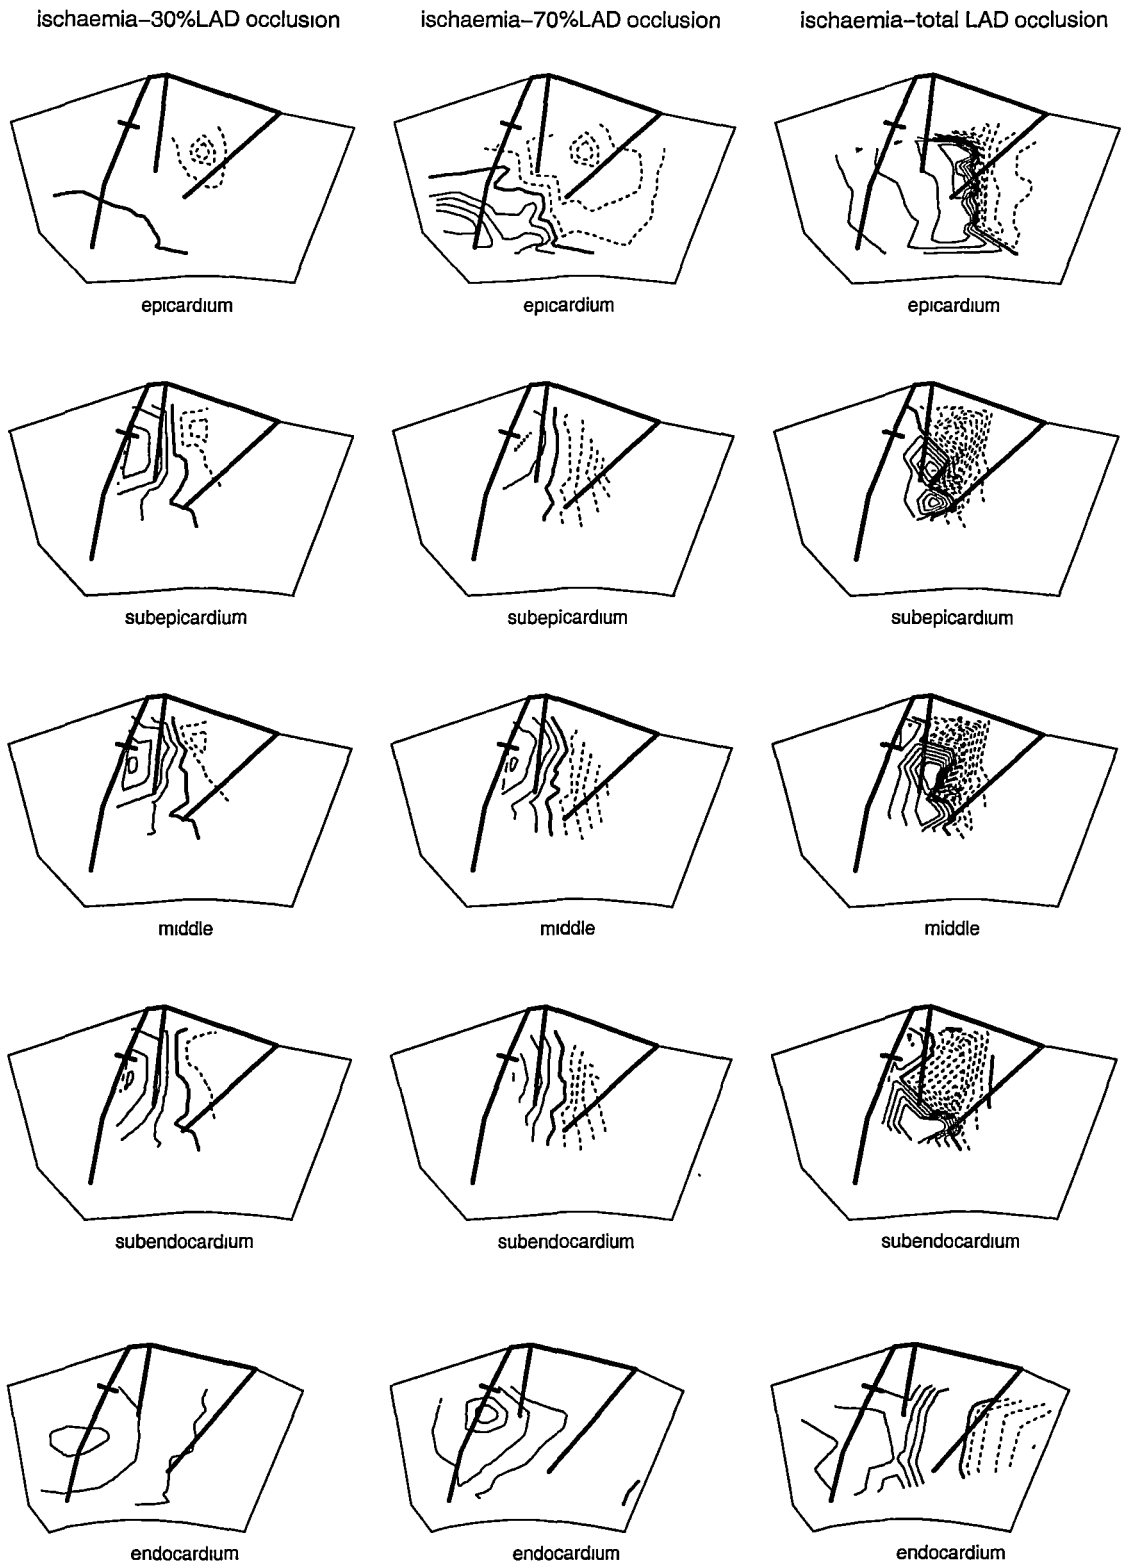 ischaemia–30%LAD occlusion
ischaemia–70%LAD occlusion
ischaemia–total LAD occlusion
epicardium
epicardium
epicardium
subepicardium
subepicardium
subepicardium
middle
middle
middle
subendocardium
subendocardium
subendocardium
endocardium
endocardium
endocardium